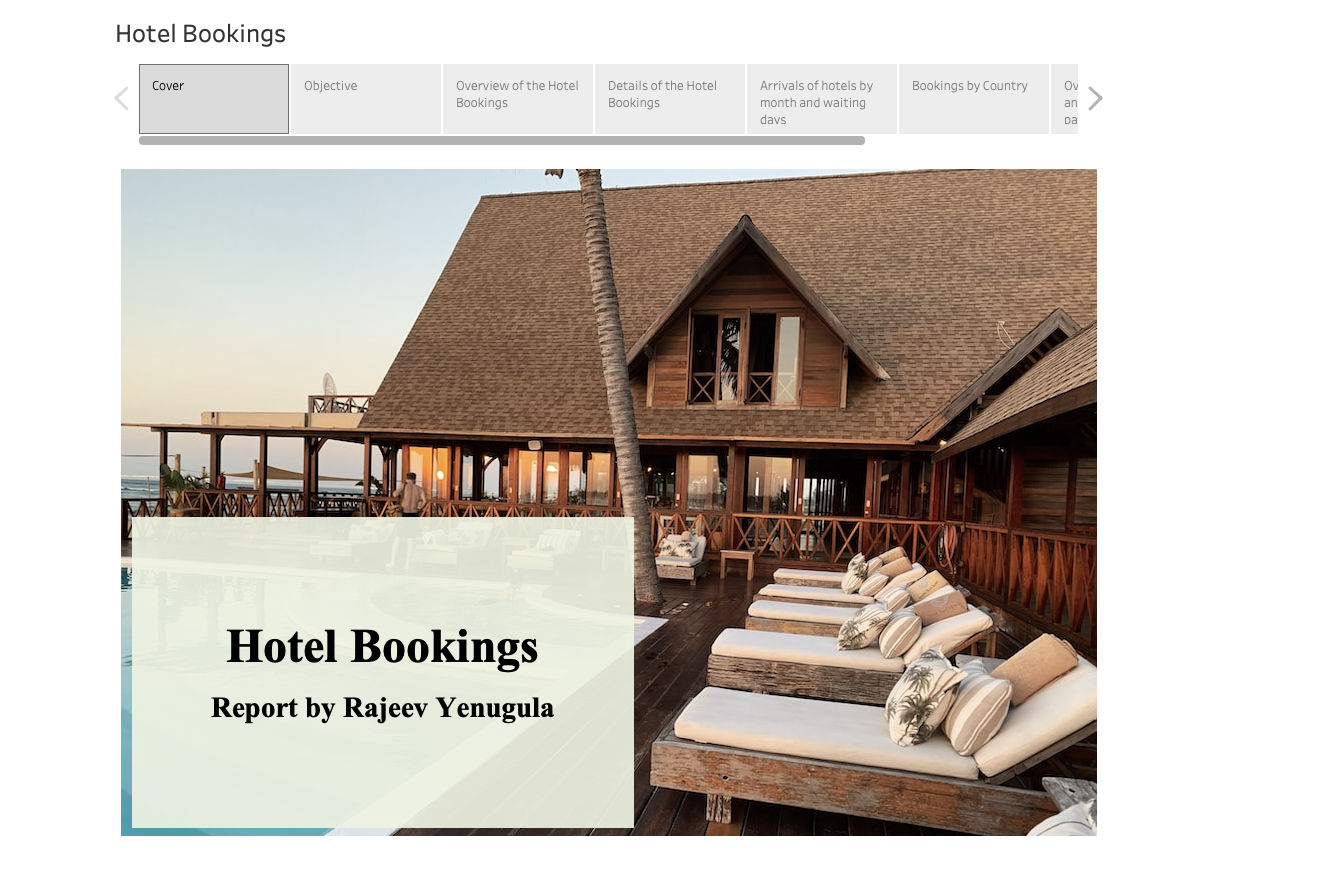 Hotel Bookings
Cover
Objective
Overview of the Hotel
Bookings
Details of the Hotel
Bookings
Arrivals of hotels by
month and waiting
days
Bookings by Country
Hotel Bookings
Report by Rajeev Yenugula